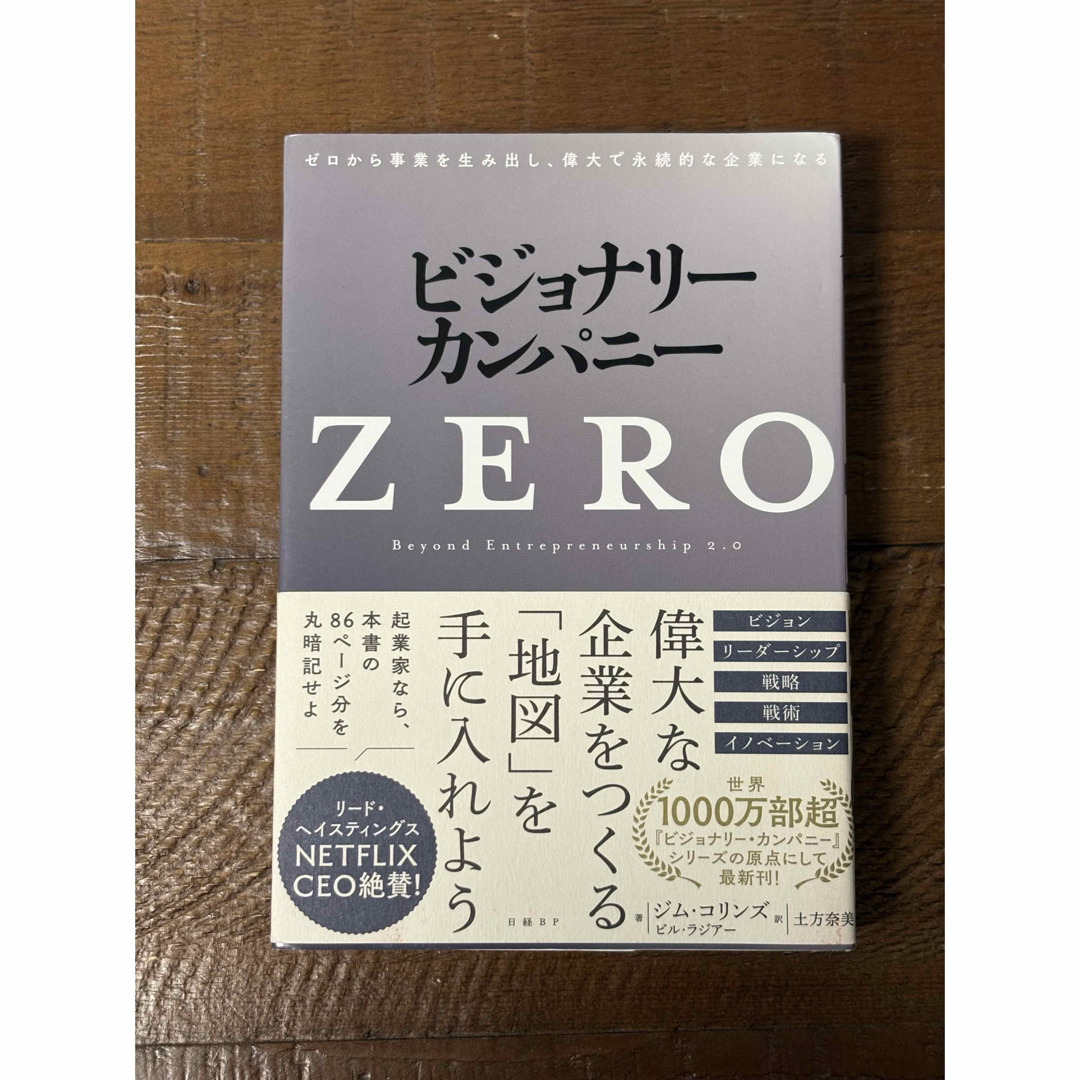 ゼロから事業を生み出し、偉大で永続的な企業になる
ビジョナリー
カンパニー
ZERO
Beyond Entrepreneurship 2.0
ビジョン
リーダーシップ
戦略
戦術
イノベーション
偉大な
企業をつくる
「地図」を
手に入れよう
起業家なら、
本書の
86ページ分を
丸暗記せよ
リード・
ヘイスティングス
NETFLIX
CEO絶賛!
世界
1000万部超
『ビジョナリー・カンパニー』
シリーズの原点にして
最新刊!
著
ジム・コリンズ
ビル・ラジアー
訳
土方奈美
日経BP